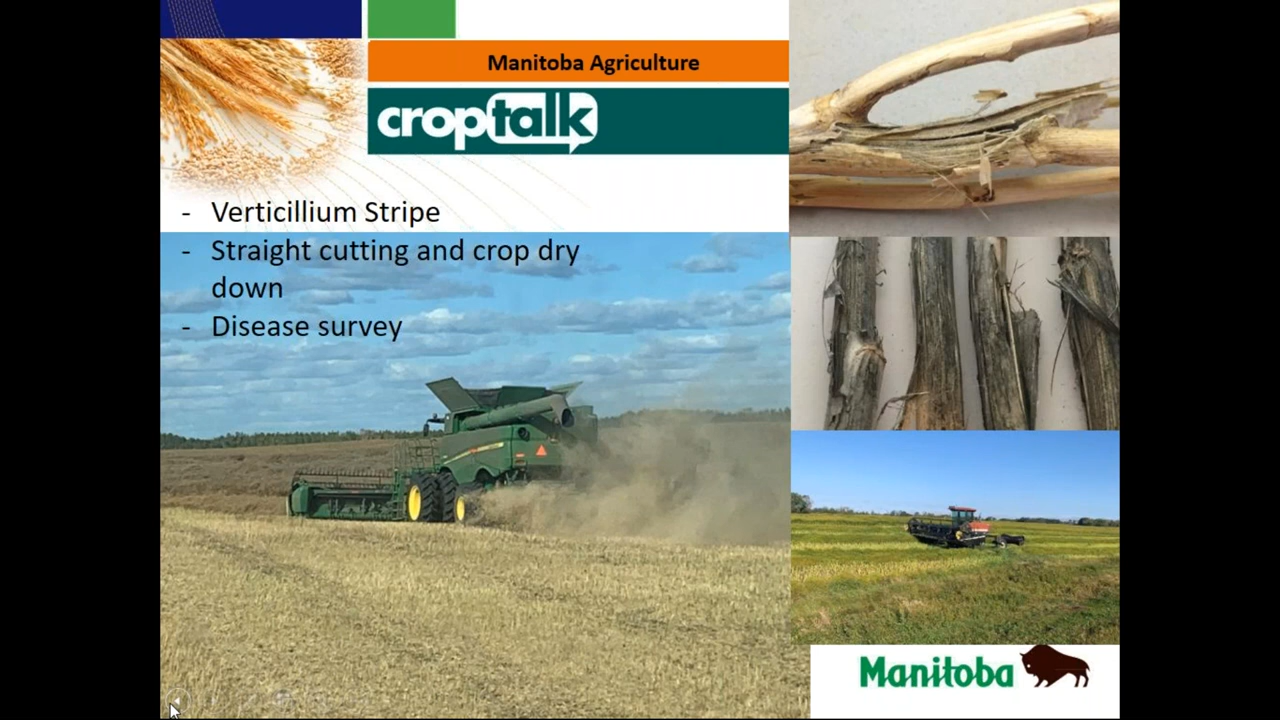 Manitoba Agriculture
croptalk
- Verticillium Stripe
- Straight cutting and crop dry
down
- Disease survey
Manitoba